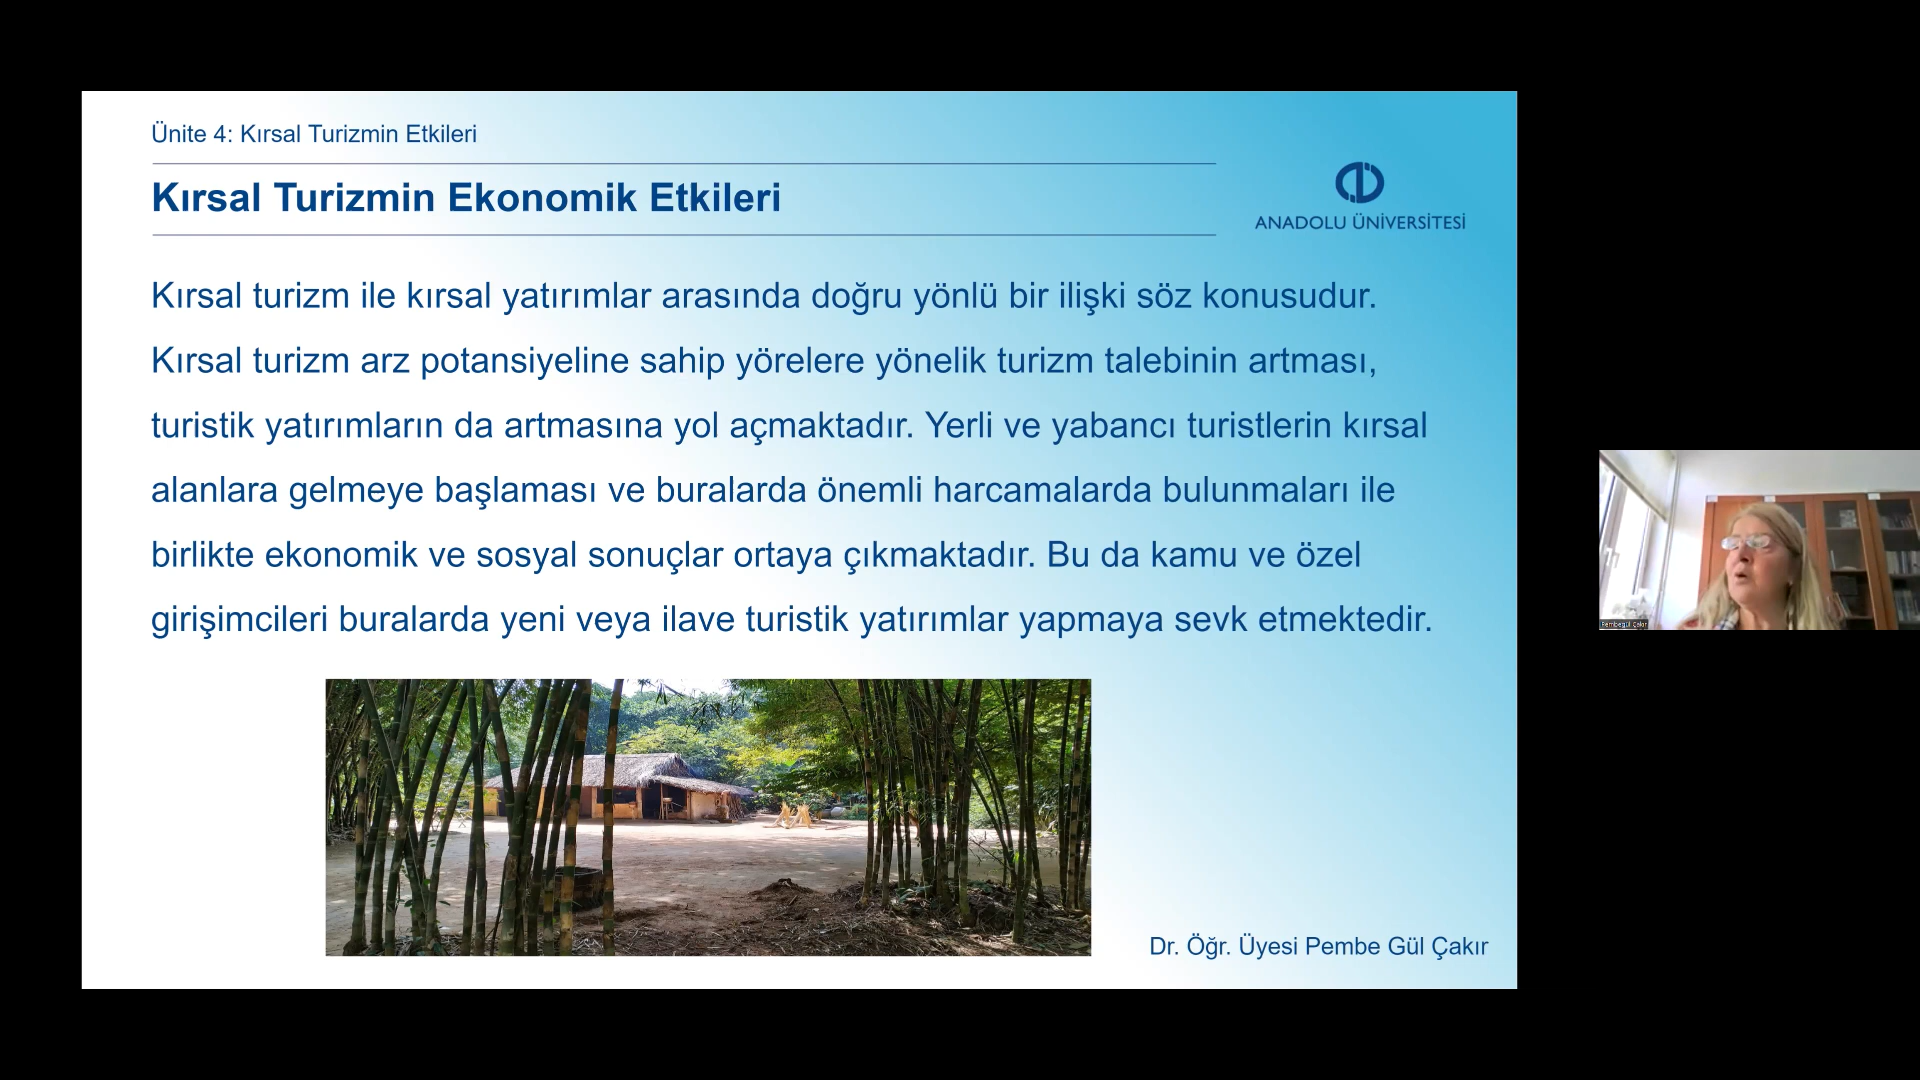 Ünite 4: Kırsal Turizmin Etkileri
Kırsal Turizmin Ekonomik Etkileri
ANADOLU ÜNİVERSİTESİ
Kırsal turizm ile kırsal yatırımlar arasında doğru yönlü bir ilişki söz konusudur.
Kırsal turizm arz potansiyeline sahip yörelere yönelik turizm talebinin artması,
turistik yatırımların da artmasına yol açmaktadır. Yerli ve yabancı turistlerin kırsal
alanlara gelmeye başlaması ve buralarda önemli harcamalarda bulunmaları ile
birlikte ekonomik ve sosyal sonuçlar ortaya çıkmaktadır. Bu da kamu ve özel
girişimcileri buralarda yeni veya ilave turistik yatırımlar yapmaya sevk etmektedir.
Dr. Öğr. Üyesi Pembe Gül Çakır
Pembegül Çakır